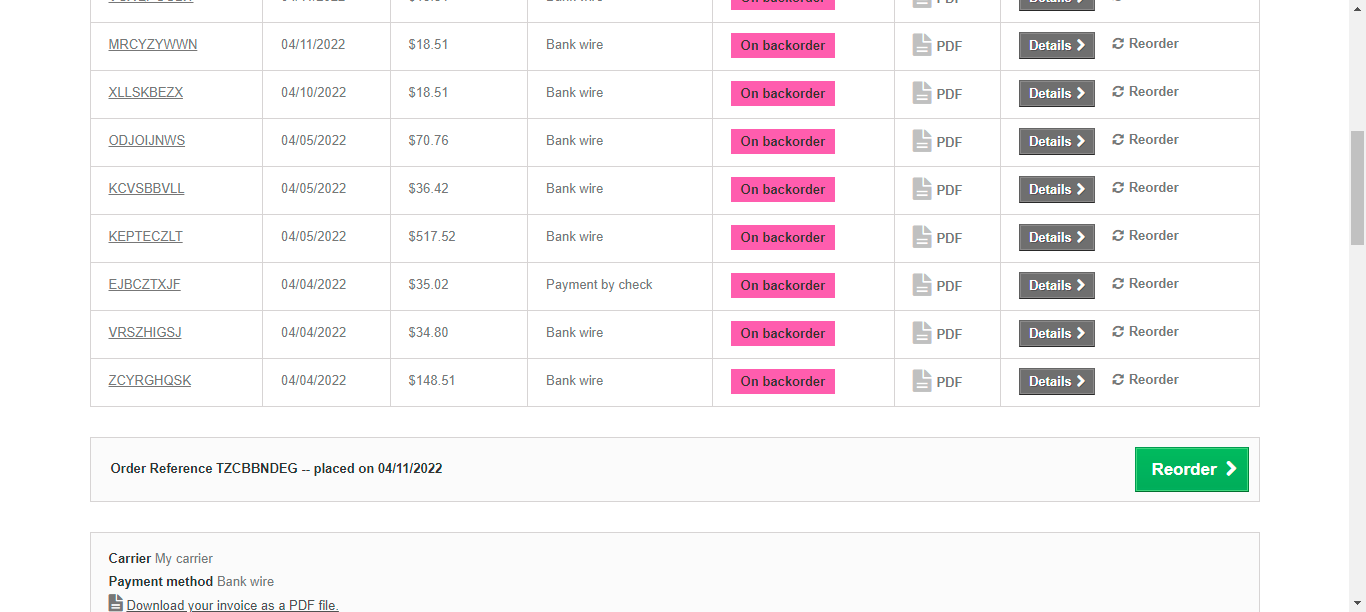 Bank wire On backorder PDF Details
MRCYZYWWN 04/11/2022 $18.51 Bank wire On backorder PDF Details Reorder
XLLSKBEZX 04/10/2022 $18.51 Bank wire On backorder PDF Details Reorder
ODJOIJNWS 04/05/2022 $70.76 Bank wire On backorder PDF Details Reorder
KCVSBBVLL 04/05/2022 $36.42 Bank wire On backorder PDF Details Reorder
KEPTECZLT 04/05/2022 $517.52 Bank wire On backorder PDF Details Reorder
EJBCZTXJF 04/04/2022 $35.02 Payment by check On backorder PDF Details Reorder
VRSZHIGSJ 04/04/2022 $34.80 Bank wire On backorder PDF Details Reorder
ZCYRGHQSK 04/04/2022 $148.51 Bank wire On backorder PDF Details Reorder
Order Reference TZCBBNDEG -- placed on 04/11/2022 Reorder
Carrier My carrier
Payment method Bank wire
Download your invoice as a PDF file.